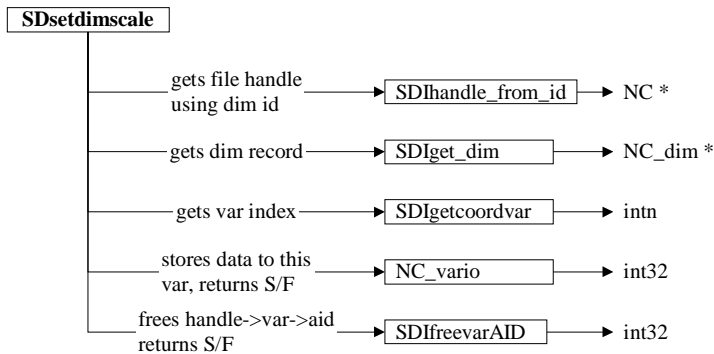 SDsetdimscale
gets file handle
using dim id
SDIhandle_from_id
NC *
gets dim record
SDIget_dim
NC_dim *
gets var index
SDIgetcoordvar
intn
stores data to this
var, returns S/F
NC_vario
int32
frees handle->var->aid
returns S/F
SDIfreevarAID
int32